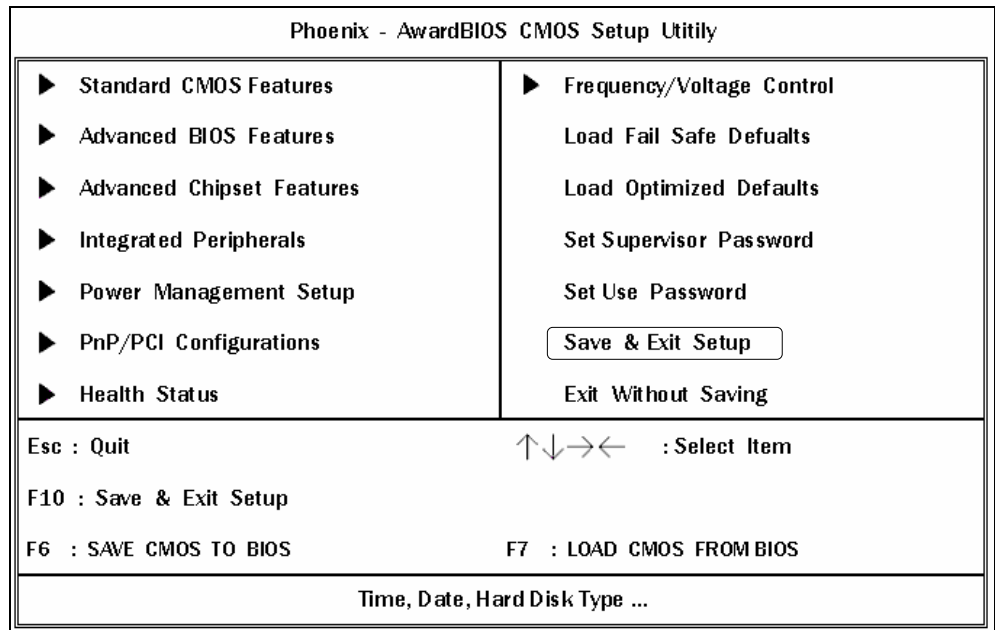 Phoenix - AwardBIOS CMOS Setup Utitily
Standard CMOS Features
Advanced BIOS Features
Advanced Chipset Features
Integrated Peripherals
Power Management Setup
PnP/PCI Configurations
Health Status
Frequency/Voltage Control
Load Fail Safe Defualts
Load Optimized Defaults
Set Supervisor Password
Set Use Password
Save & Exit Setup
Exit Without Saving
Esc : Quit
↑↓→← : Select Item
F10 : Save & Exit Setup
F6 : SAVE CMOS TO BIOS
F7 : LOAD CMOS FROM BIOS
Time, Date, Hard Disk Type ...